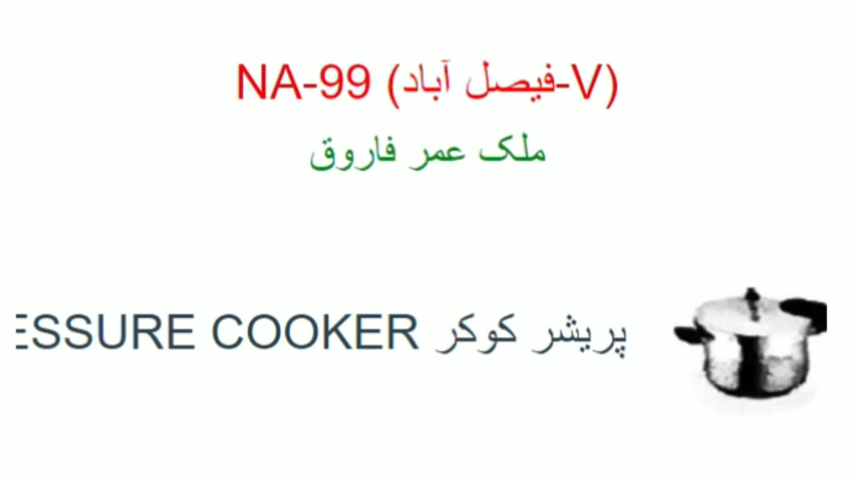 NA-99 (فیصل آباد-V)
ملک عمر فاروق
ESSURE COOKER پریشر کوکر